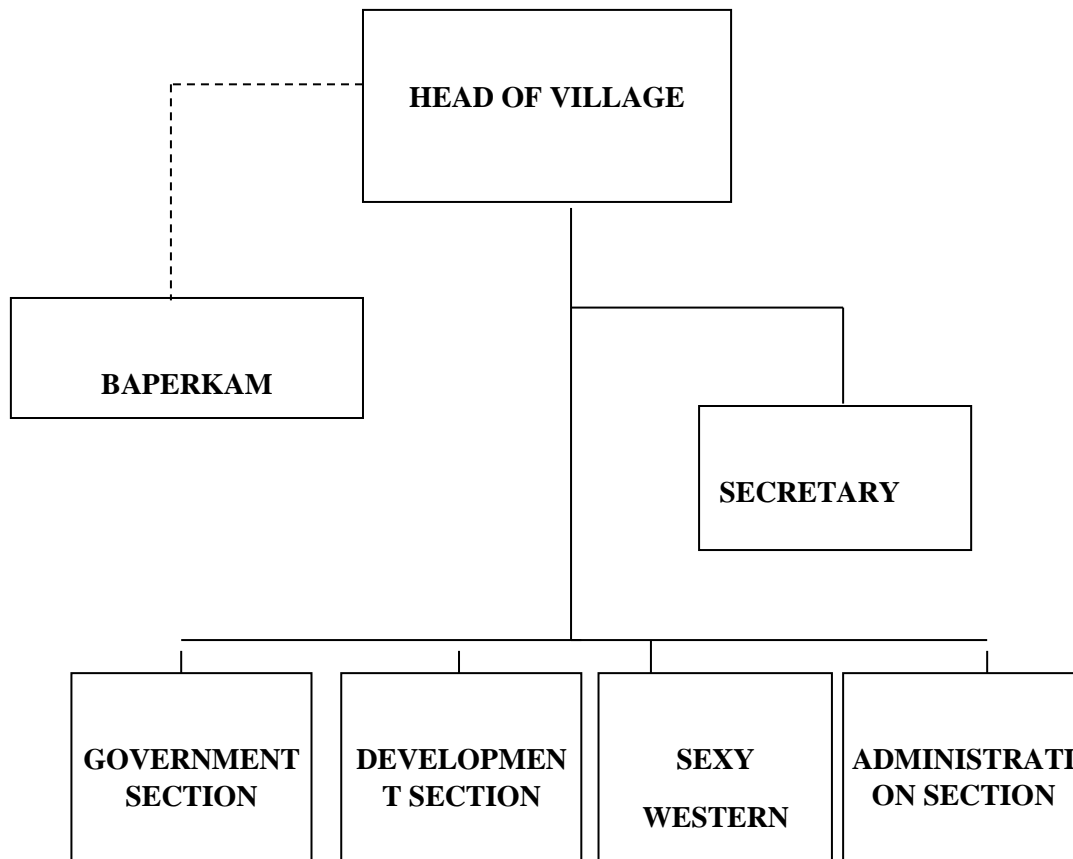 HEAD OF VILLAGE
BAPERKAM
SECRETARY
GOVERNMENT
SECTION
DEVELOPMEN
T SECTION
SEXY
WESTERN
ADMINISTRATI
ON SECTION